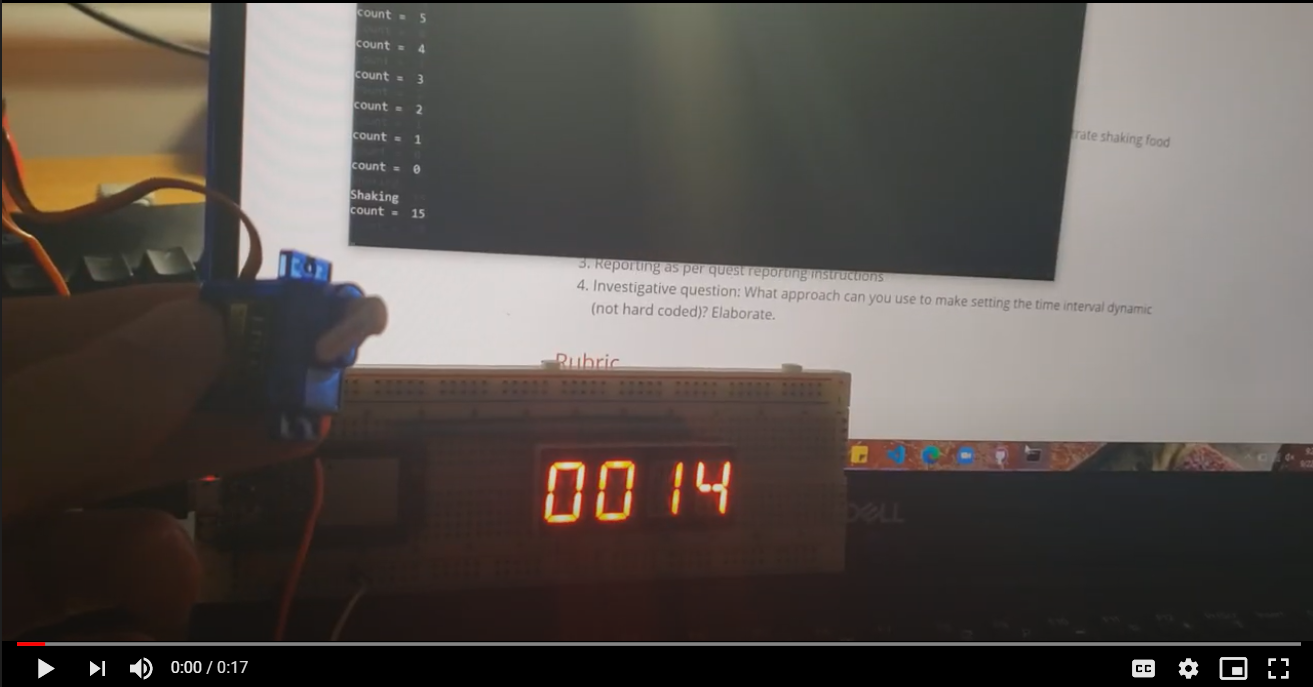 count = 5
count = 4
count = 3
count = 2
count = 1
count = 0
Shaking
count = 15
rate shaking food
3. Reporting as per quest reporting instructions
4. Investigative question: What approach can you use to make setting the time interval dynamic
(not hard coded)? Elaborate.
Rubric
0014
DELL
0:00 / 0:17
CC